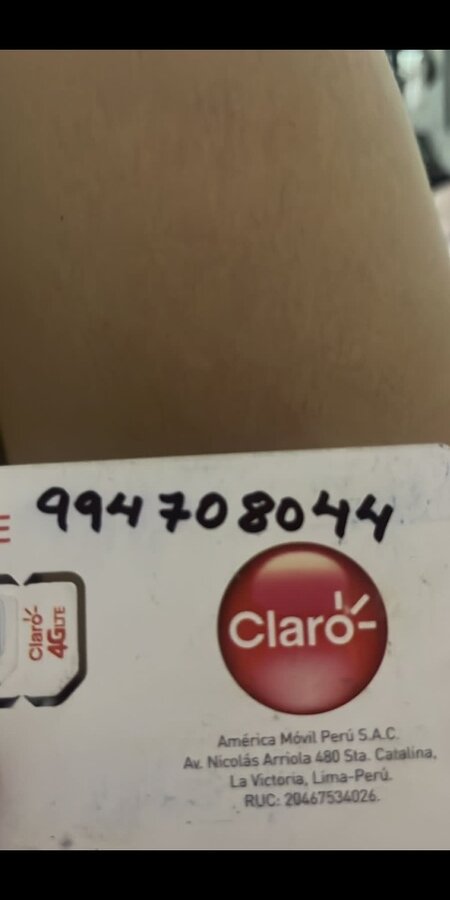 994708044
Claro
4G LTE
Claro
América Móvil Perú S.A.C.
Av. Nicolás Arriola 480 Sta. Catalina,
La Victoria, Lima-Perú.
RUC: 20467534026.